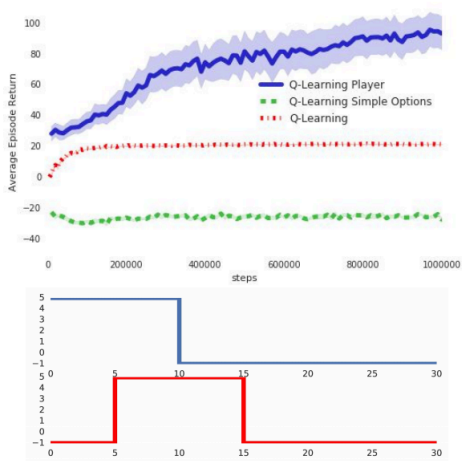 100
80
60
40
20
0
−20
−40
Average Episode Return
Q-Learning Player
Q-Learning Simple Options
Q-Learning
0 200000 400000 600000 800000 1000000
steps
5
4
3
2
1
0
−1
0 5 10 15 20 25 30
5
4
3
2
1
0
−1
0 5 10 15 20 25 30